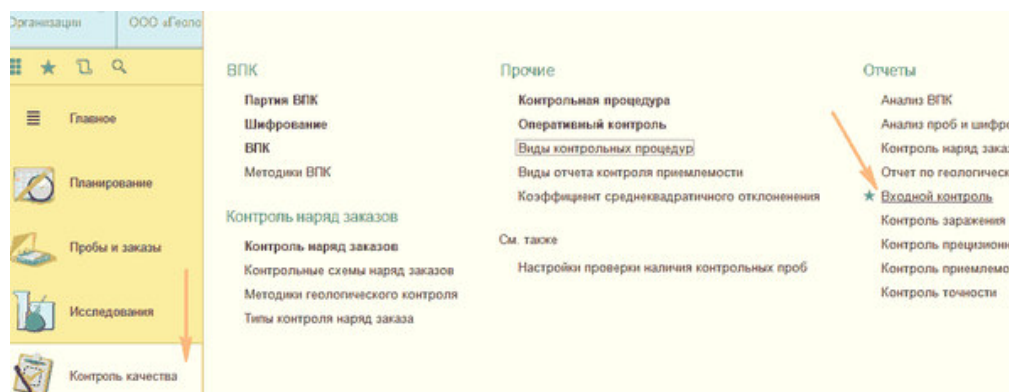 Организации
ООО «Геоло
Главное
Планирование
Пробы и заказы
Исследования
Контроль качества
ВПК
Партия ВПК
Шифрование
ВПК
Методики ВПК
Контроль наряд заказов
Контроль наряд заказов
Контрольные схемы наряд заказов
Методики геологического контроля
Типы контроля наряд заказа
Прочие
Контрольная процедура
Оперативный контроль
Виды контрольных процедур
Виды отчета контроля приемлемости
Коэффициент среднеквадратичного отклонения
См. также
Настройки проверки наличия контрольных проб
Отчеты
Анализ ВПК
Анализ проб и шифро
Контроль наряд зака
Отчет по геологическ
Входной контроль
Контроль заражения
Контроль прецизионн
Контроль приемлемо
Контроль точности